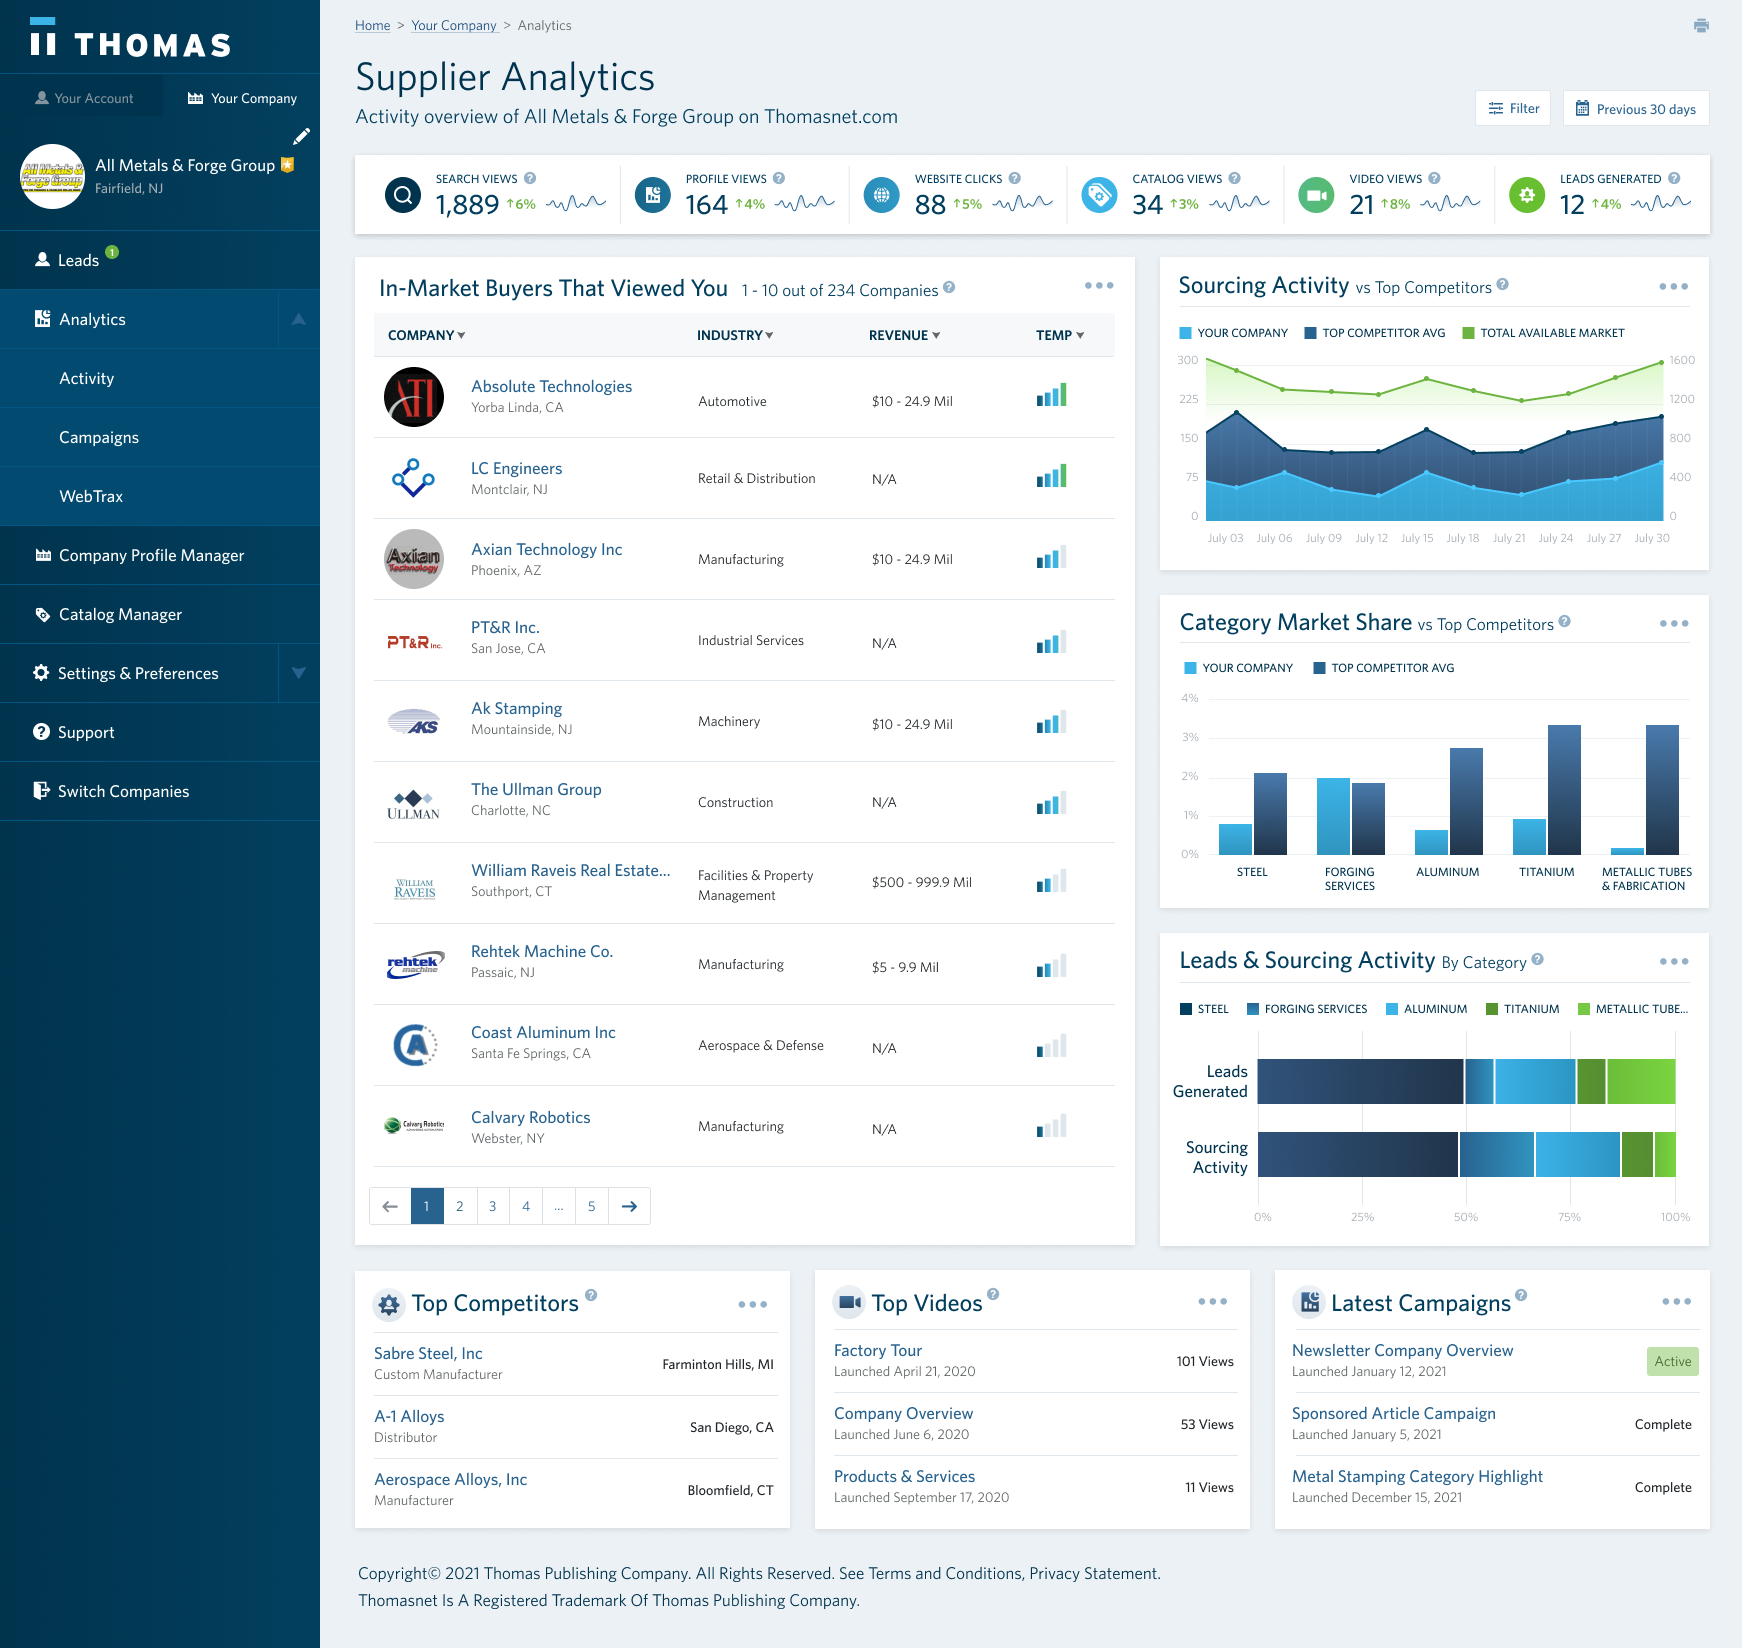 THOMAS
Your Account
Your Company
All Metals & Forge Group
All Metals & Forge Group
Fairfield, NJ
Leads
1
Analytics
Activity
Campaigns
WebTrax
Company Profile Manager
Catalog Manager
Settings & Preferences
Support
Switch Companies
Home > Your Company > Analytics
Supplier Analytics
Activity overview of All Metals & Forge Group on Thomasnet.com
Filter
Previous 30 days
SEARCH VIEWS ?
1,889 ↑6%
PROFILE VIEWS ?
164 ↑4%
WEBSITE CLICKS ?
88 ↑5%
CATALOG VIEWS ?
34 ↑3%
VIDEO VIEWS ?
21 ↑8%
LEADS GENERATED ?
12 ↑4%
In-Market Buyers That Viewed You 1 - 10 out of 234 Companies ?
COMPANY INDUSTRY REVENUE TEMP
ATI
Absolute Technologies
Yorba Linda, CA
Automotive
$10 - 24.9 Mil
LC Engineers
Montclair, NJ
Retail & Distribution
N/A
Axian
Technology
Axian Technology Inc
Phoenix, AZ
Manufacturing
$10 - 24.9 Mil
PT&R Inc.
PT&R Inc.
San Jose, CA
Industrial Services
N/A
AKS
Ak Stamping
Mountainside, NJ
Machinery
$10 - 24.9 Mil
ULLMAN
The Ullman Group
Charlotte, NC
Construction
N/A
WILLIAM
RAVEIS
William Raveis Real Estate...
Southport, CT
Facilities & Property
Management
$500 - 999.9 Mil
rehtek
machine
Rehtek Machine Co.
Passaic, NJ
Manufacturing
$5 - 9.9 Mil
A
Coast Aluminum Inc
Santa Fe Springs, CA
Aerospace & Defense
N/A
Calvary Robotics
Calvary Robotics
Webster, NY
Manufacturing
N/A
1 2 3 4 ... 5
Sourcing Activity vs Top Competitors ?
YOUR COMPANY TOP COMPETITOR AVG TOTAL AVAILABLE MARKET
300 1600
225 1200
150 800
75 400
0 0
July 03 July 06 July 09 July 12 July 15 July 18 July 21 July 24 July 27 July 30
Category Market Share vs Top Competitors ?
YOUR COMPANY TOP COMPETITOR AVG
4%
3%
2%
1%
0%
STEEL
FORGING
SERVICES
ALUMINUM
TITANIUM
METALLIC TUBES
& FABRICATION
Leads & Sourcing Activity By Category ?
STEEL FORGING SERVICES ALUMINUM TITANIUM METALLIC TUBE...
Leads
Generated
Sourcing
Activity
0% 25% 50% 75% 100%
Top Competitors ?
Sabre Steel, Inc
Custom Manufacturer
Farminton Hills, MI
A-1 Alloys
Distributor
San Diego, CA
Aerospace Alloys, Inc
Manufacturer
Bloomfield, CT
Top Videos ?
Factory Tour
Launched April 21, 2020
101 Views
Company Overview
Launched June 6, 2020
53 Views
Products & Services
Launched September 17, 2020
11 Views
Latest Campaigns ?
Newsletter Company Overview
Launched January 12, 2021
Active
Sponsored Article Campaign
Launched January 5, 2021
Complete
Metal Stamping Category Highlight
Launched December 15, 2021
Complete
Copyright© 2021 Thomas Publishing Company. All Rights Reserved. See Terms and Conditions, Privacy Statement.
Thomasnet Is A Registered Trademark Of Thomas Publishing Company.